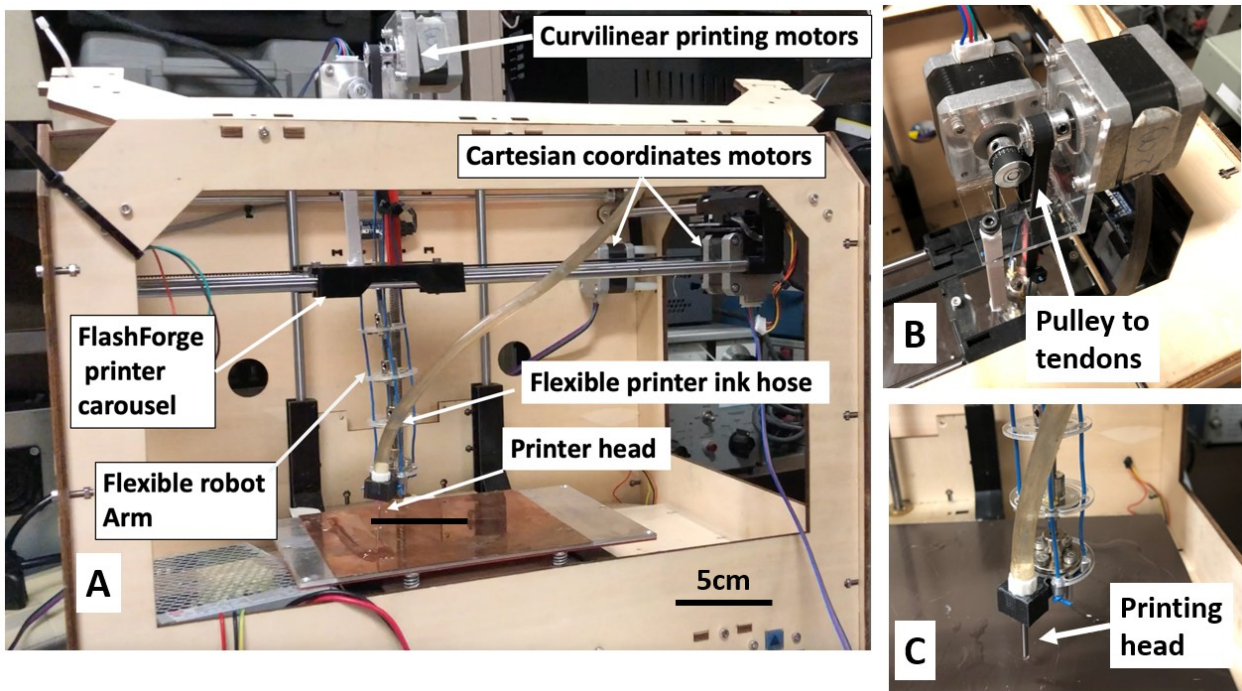 Curvilinear printing motors
Cartesian coordinates motors
FlashForge
printer
carousel
Flexible printer ink hose
Printer head
Flexible robot
Arm
A
5cm
B
Pulley to
tendons
C
Printing
head